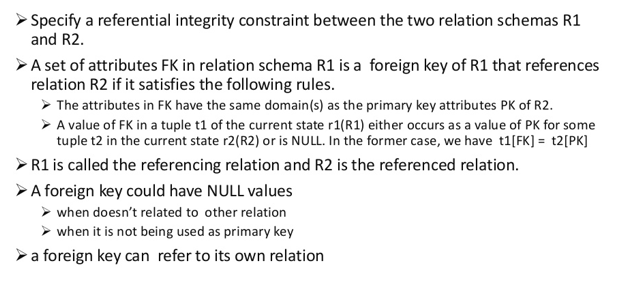 ➢ Specify a referential integrity constraint between the two relation schemas R1
and R2.
➢ A set of attributes FK in relation schema R1 is a foreign key of R1 that references
relation R2 if it satisfies the following rules.
➢ The attributes in FK have the same domain(s) as the primary key attributes PK of R2.
➢ A value of FK in a tuple t1 of the current state r1(R1) either occurs as a value of PK for some
tuple t2 in the current state r2(R2) or is NULL. In the former case, we have t1[FK] = t2[PK]
➢ R1 is called the referencing relation and R2 is the referenced relation.
➢ A foreign key could have NULL values
➢ when doesn't related to other relation
➢ when it is not being used as primary key
➢ a foreign key can refer to its own relation